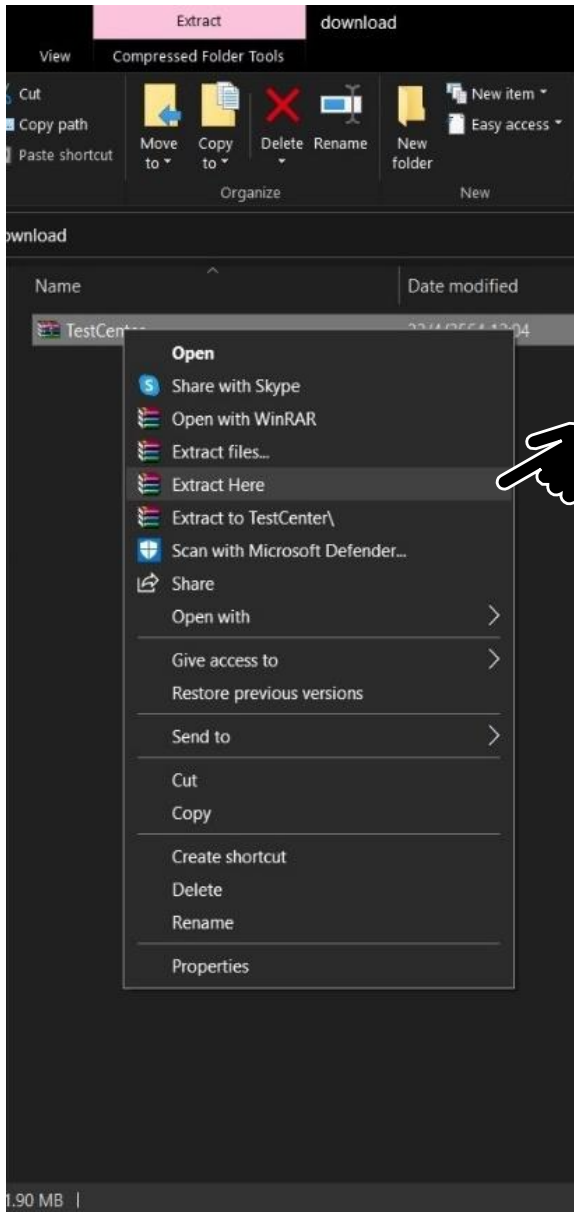 Extract
download
View
Compressed Folder Tools
Cut
Copy path
Paste shortcut
Move to
Copy to
Delete
Rename
New folder
New item
Easy access
Organize
New
ownload
Name
Date modified
TestCenter
Open
Share with Skype
Open with WinRAR
Extract files...
Extract Here
Extract to TestCenter\
Scan with Microsoft Defender...
Share
Open with
Give access to
Restore previous versions
Send to
Cut
Copy
Create shortcut
Delete
Rename
Properties
1.90 MB